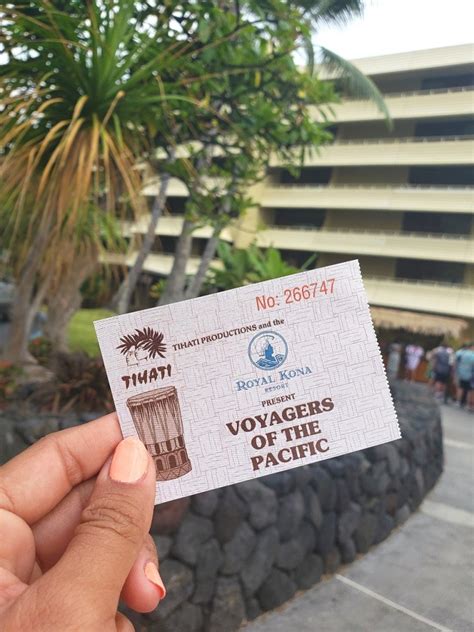 No: 266747
TIHATI PRODUCTIONS and the
TIHATI
ROYAL KONA
RESORT
PRESENT
VOYAGERS
OF THE
PACIFIC